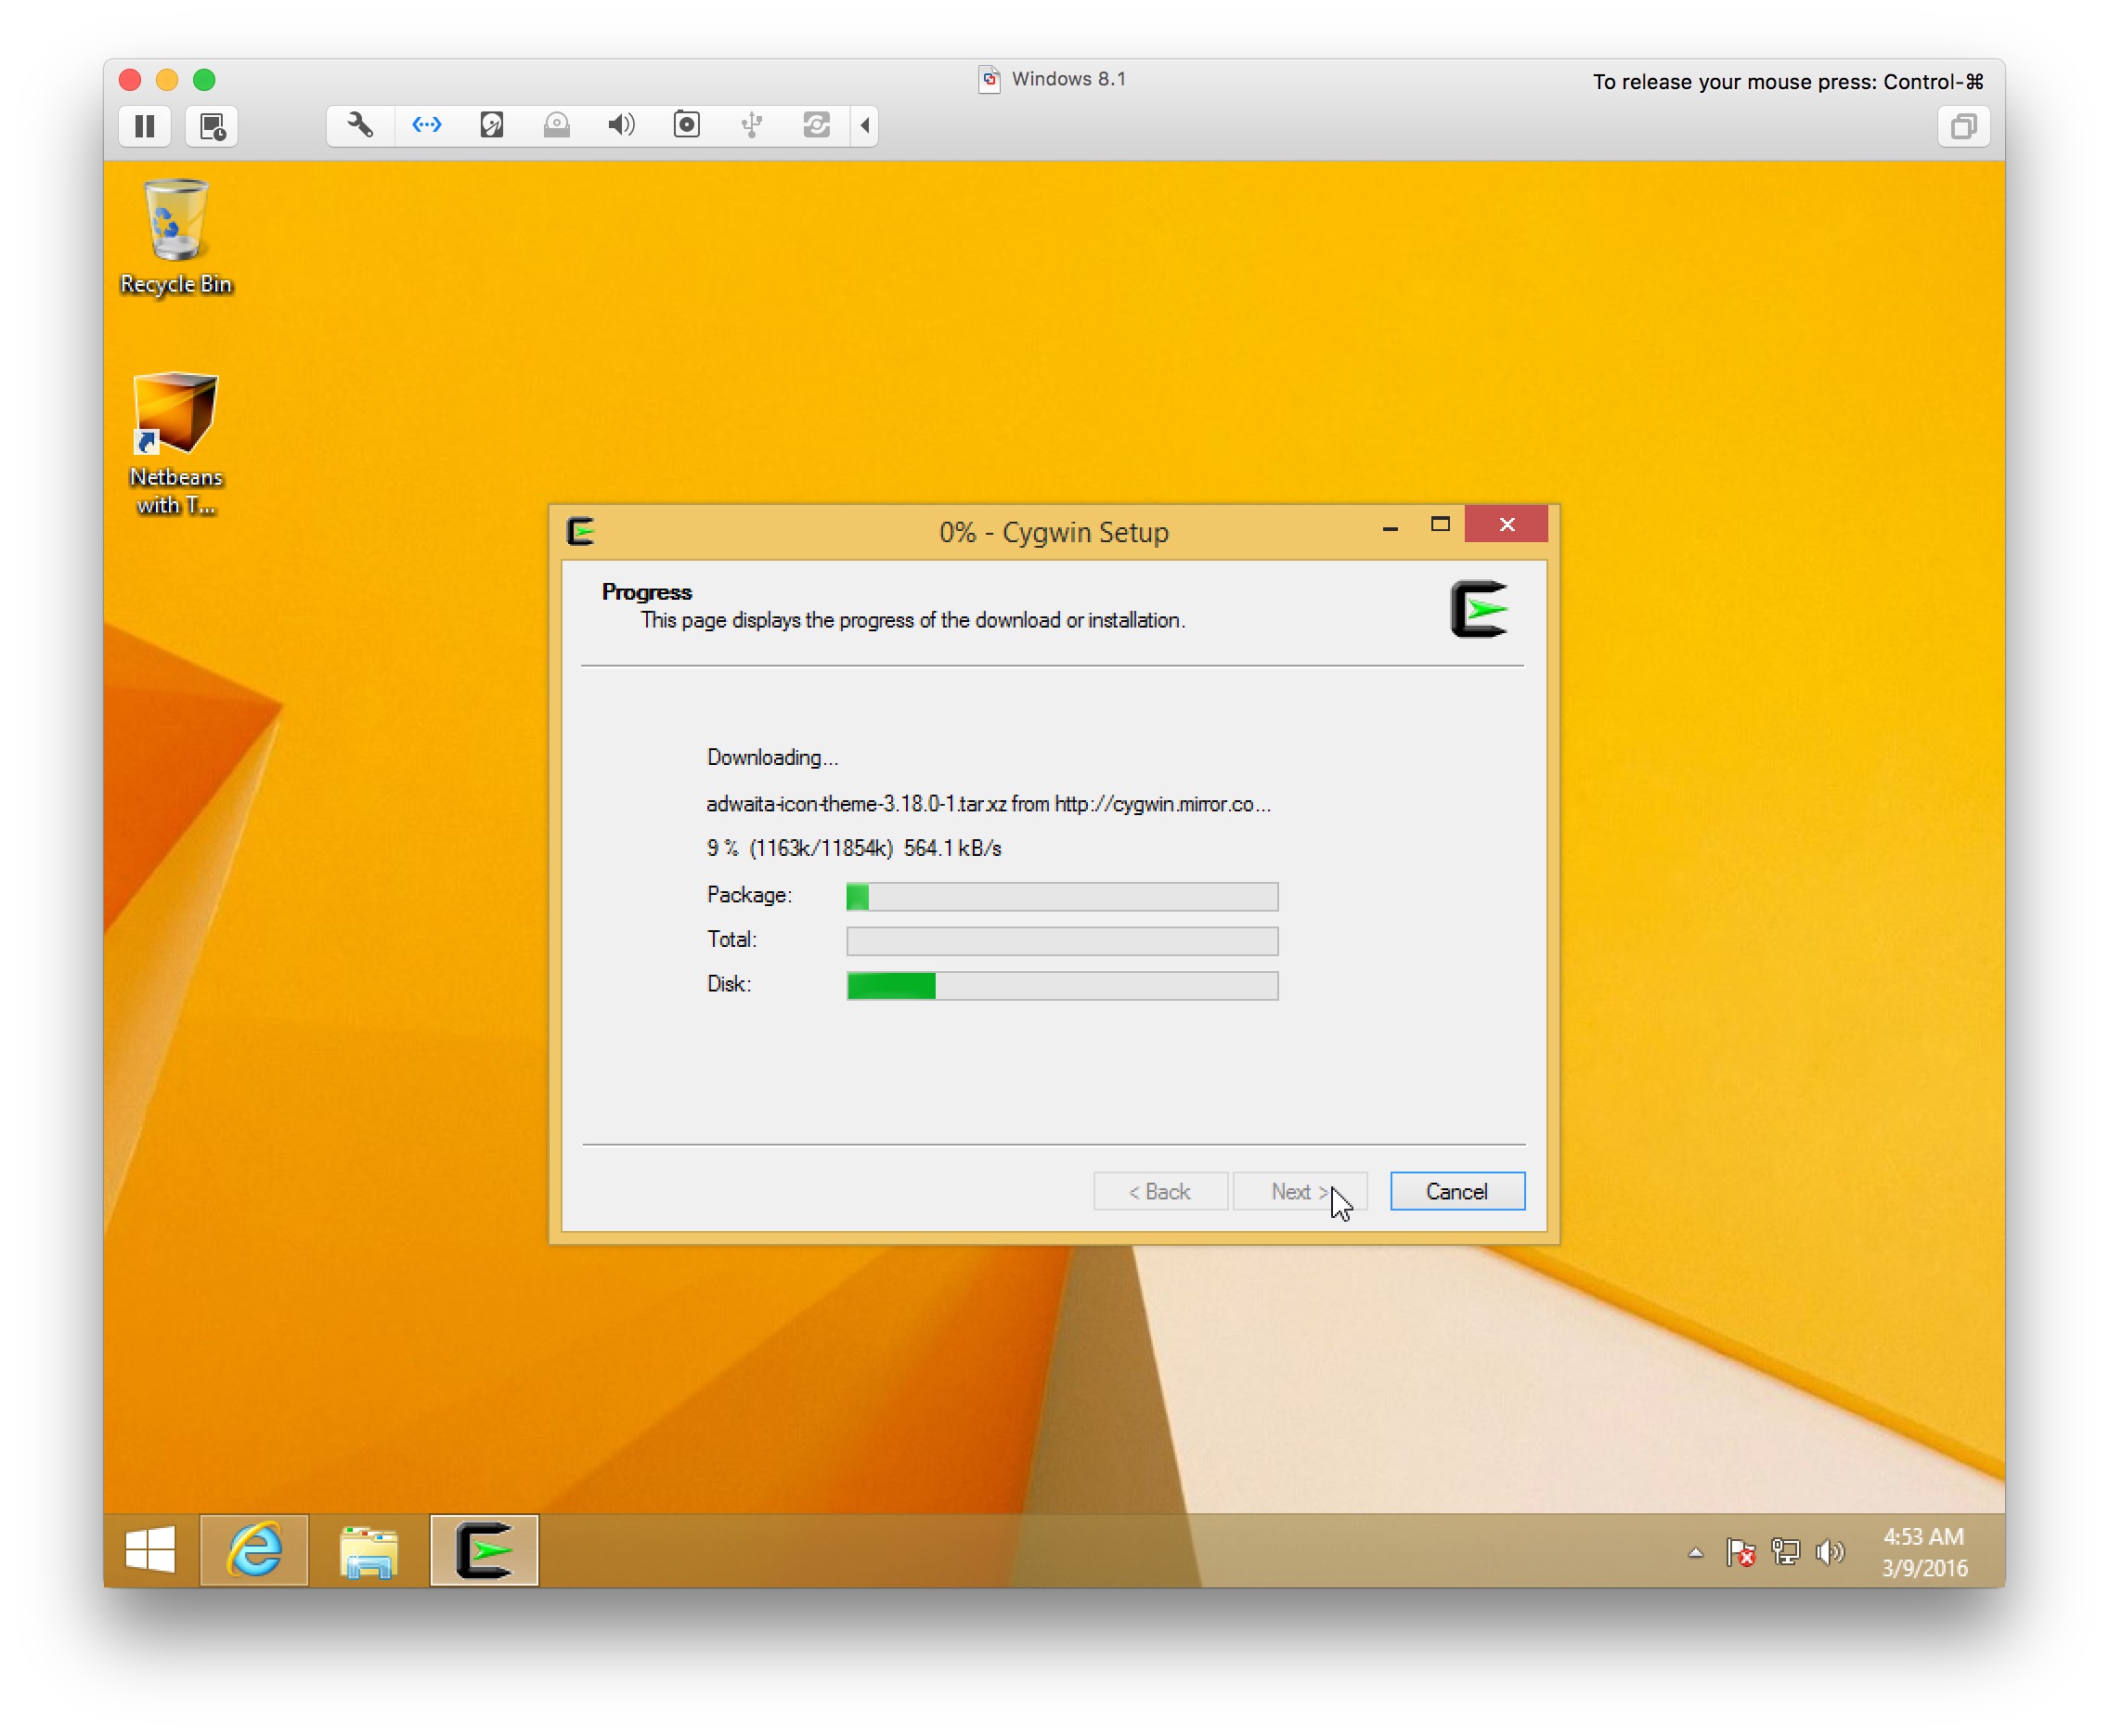 Windows 8.1
To release your mouse press: Control-⌘
Recycle Bin
Netbeans
with T...
0% - Cygwin Setup
Progress
This page displays the progress of the download or installation.
Downloading...
adwaita-icon-theme-3.18.0-1.tar.xz from http://cygwin.mirror.co...
9 % (1163k/11854k) 564.1 kB/s
Package:
Total:
Disk:
< Back
Next >
Cancel
4:53 AM
3/9/2016